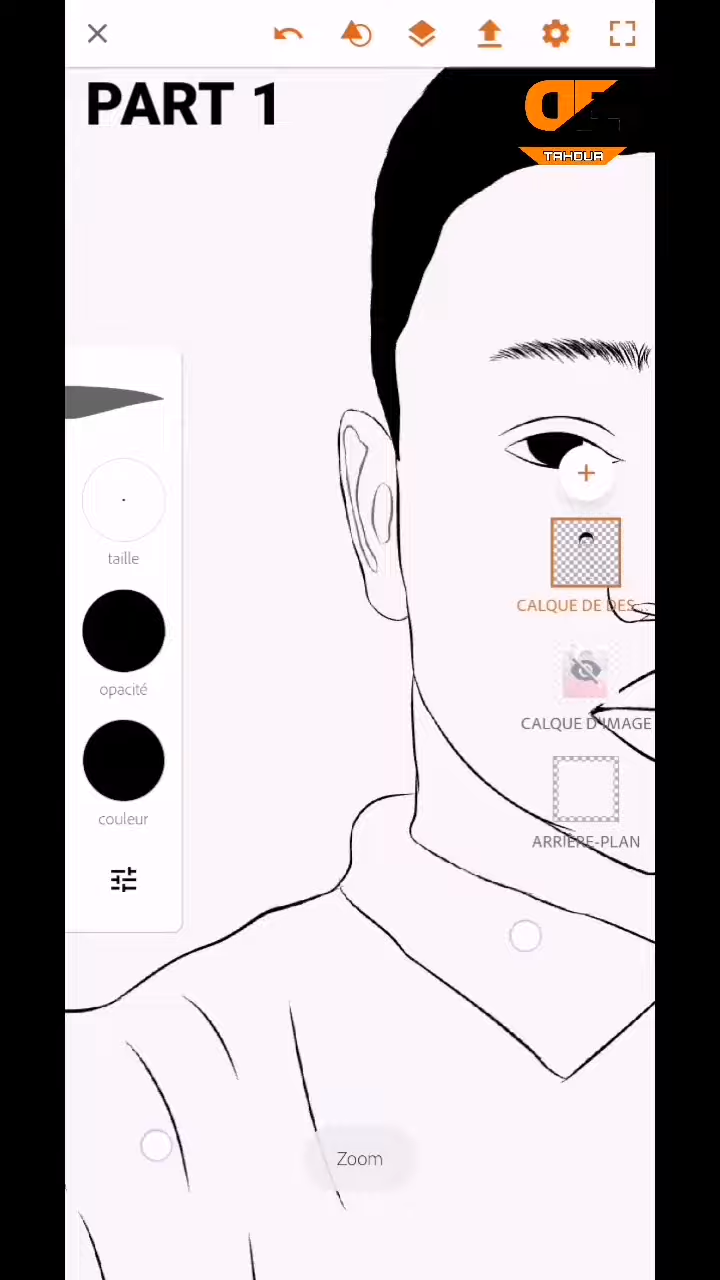 PART 1
TAHOUR
taille
CALQUE DE DES...
opacité
CALQUE D'IMAGE
couleur
ARRIÈRE-PLAN
Zoom